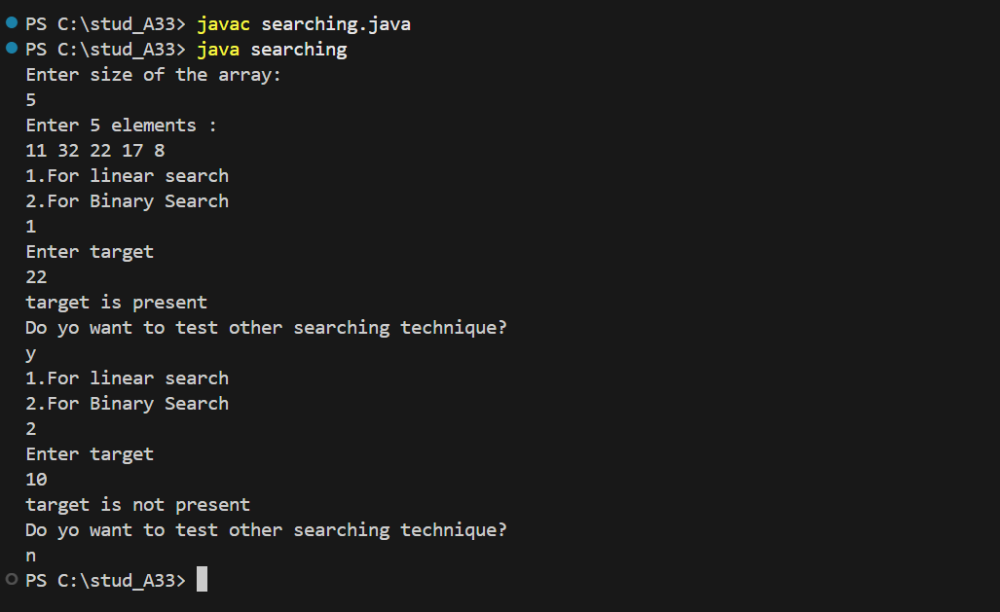 PS C:\stud_A33> javac searching.java
PS C:\stud_A33> java searching
Enter size of the array:
5
Enter 5 elements :
11 32 22 17 8
1.For linear search
2.For Binary Search
1
Enter target
22
target is present
Do yo want to test other searching technique?
y
1.For linear search
2.For Binary Search
2
Enter target
10
target is not present
Do yo want to test other searching technique?
n
PS C:\stud_A33>